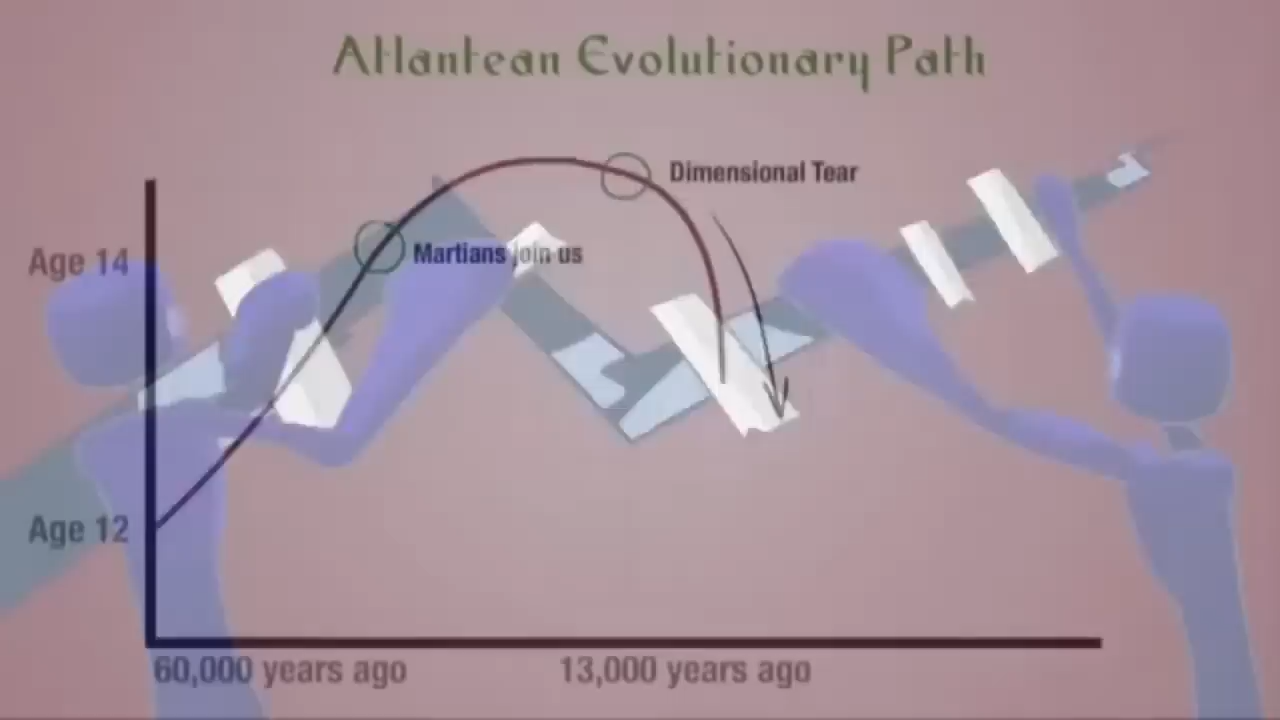 Atlantean Evolutionary Path
Dimensional Tear
Age 14
Martians join us
Age 12
60,000 years ago
13,000 years ago